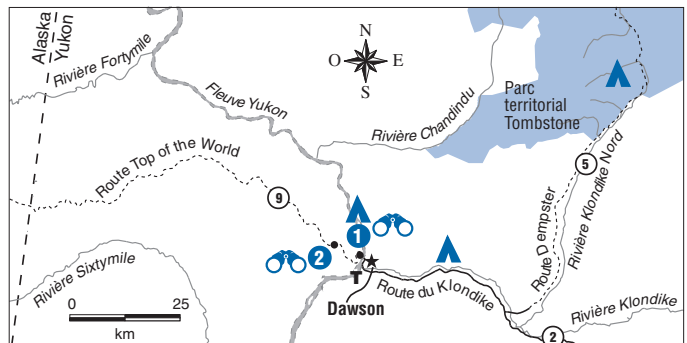 Alaska
Yukon
Rivière Fortymile
Fleuve Yukon
N
O
E
S
Rivière Chandindu
Parc
territorial
Tombstone
Route Top of the World
9
5
Rivière Klondike Nord
Route Dempster
1
2
Rivière Sixtymile
0
25
km
T
Dawson
Route du Klondike
Rivière Klondike
2